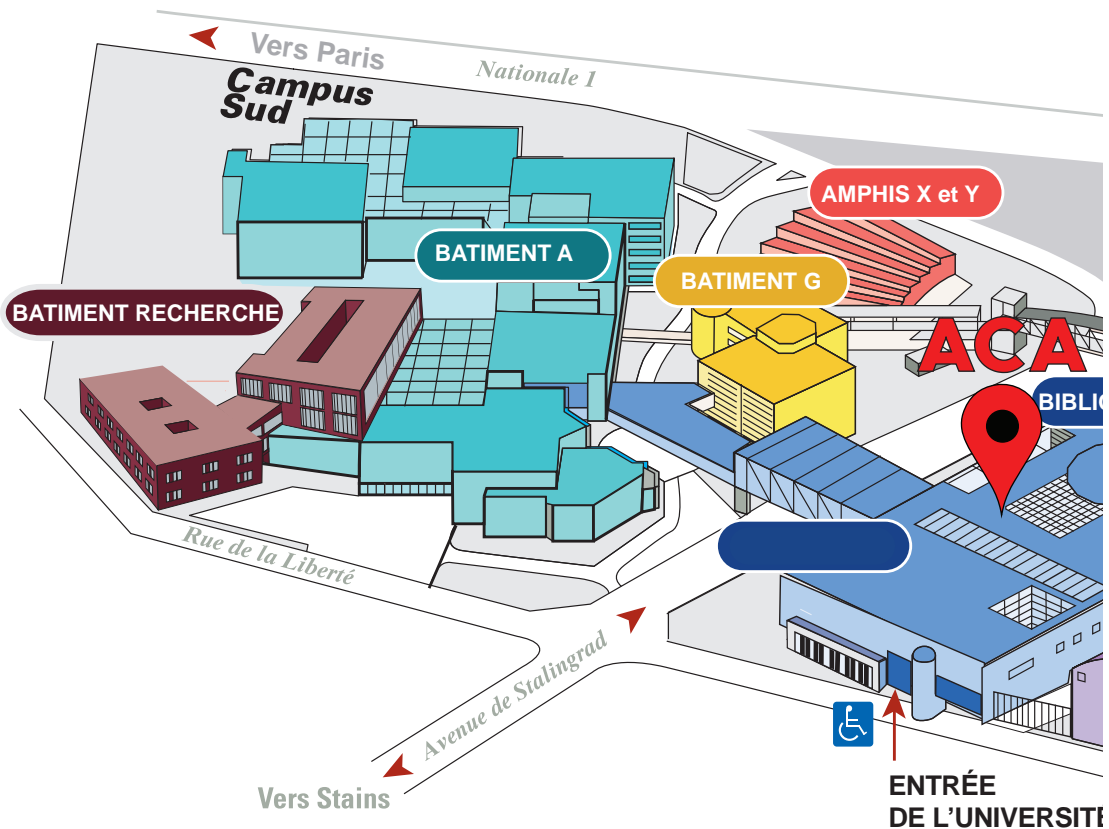 Vers Paris
Nationale 1
Campus
Sud
AMPHIS X et Y
BATIMENT A
BATIMENT G
BATIMENT RECHERCHE
ACA
BIBLIO
Rue de la Liberté
Avenue de Stalingrad
Vers Stains
ENTRÉE
DE L'UNIVERSITÉ